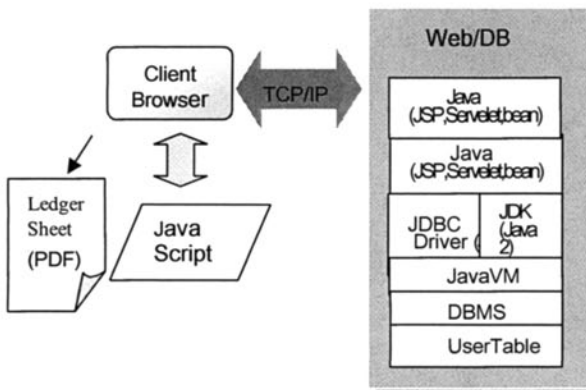 Client
Browser
TCP/IP
Ledger
Sheet
(PDF)
Java
Script
Web/DB
Java
(JSP,Servelet,bean)
Java
(JSP,Servelet,bean)
JDBC
Driver (
JDK
(Java
2)
JavaVM
DBMS
UserTable